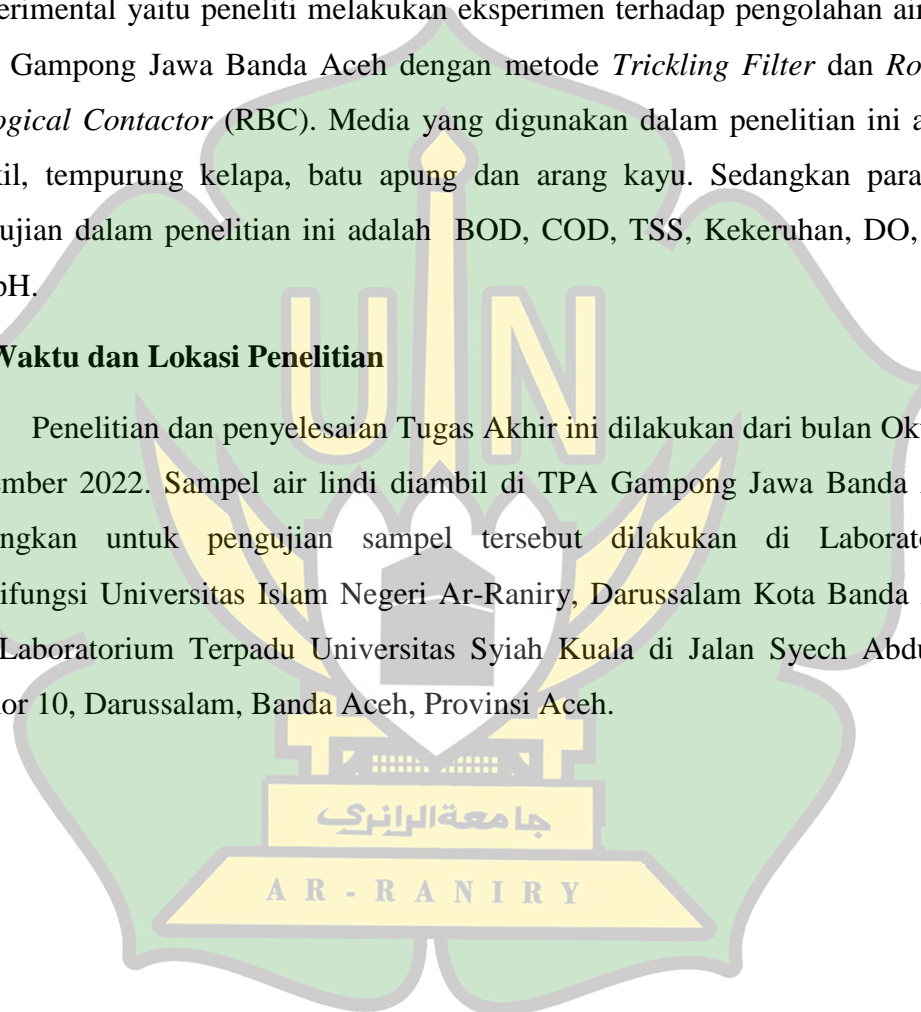 erimental yaitu peneliti melakukan eksperimen terhadap pengolahan air
Gampong Jawa Banda Aceh dengan metode Trickling Filter dan Ro
ogical Contactor (RBC). Media yang digunakan dalam penelitian ini a
il, tempurung kelapa, batu apung dan arang kayu. Sedangkan para
ujian dalam penelitian ini adalah BOD, COD, TSS, Kekeruhan, DO,
pH.
Waktu dan Lokasi Penelitian
Penelitian dan penyelesaian Tugas Akhir ini dilakukan dari bulan Ok
ember 2022. Sampel air lindi diambil di TPA Gampong Jawa Banda
ngkan untuk pengujian sampel tersebut dilakukan di Laborat
ifungsi Universitas Islam Negeri Ar-Raniry, Darussalam Kota Banda
Laboratorium Terpadu Universitas Syiah Kuala di Jalan Syech Abdu
or 10, Darussalam, Banda Aceh, Provinsi Aceh.
UIN
جامعة الرانري
AR-RANIRY